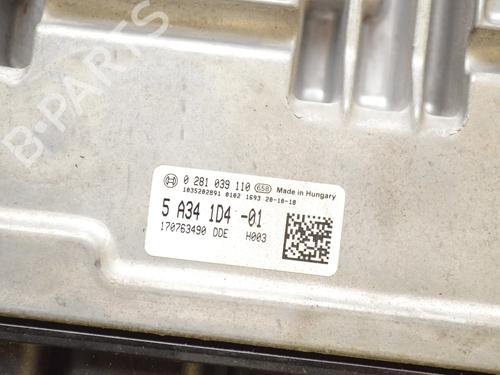 B-PARTS
0 281 039 110 658 Made in Hungary
1035202891 0102 1693 20-10-18
5 A34 1D4 -01
170763490 DDE H003